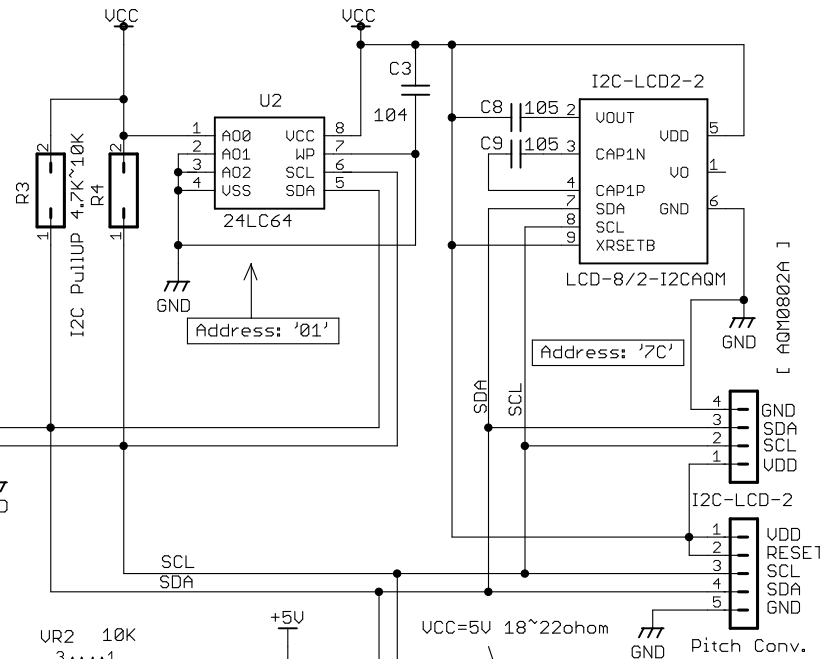 VCC
VCC
C3
104
U2
1 AO0 VCC 8
2 AO1 WP 7
3 AO2 SCL 6
4 VSS SDA 5
24LC64
2
R3
1
I2C PullUP 4.7K~10K
2
R4
1
GND
Address: '01'
I2C-LCD2-2
C8 105 2 VOUT
VDD 5
C9 105 3 CAP1N
VO 1
4 CAP1P
7 SDA GND 6
8 SCL
9 XRSETB
LCD-8/2-I2CAQM
GND
[ AQM0802A ]
Address: '7C'
SDA
SCL
4 GND
3 SDA
2 SCL
1 VDD
I2C-LCD-2
1 VDD
2 RESET
3 SCL
4 SDA
5 GND
SCL
SDA
GND
Pitch Conv.
+5V
VCC=5V 18~22ohom
VR2 10K
3 1